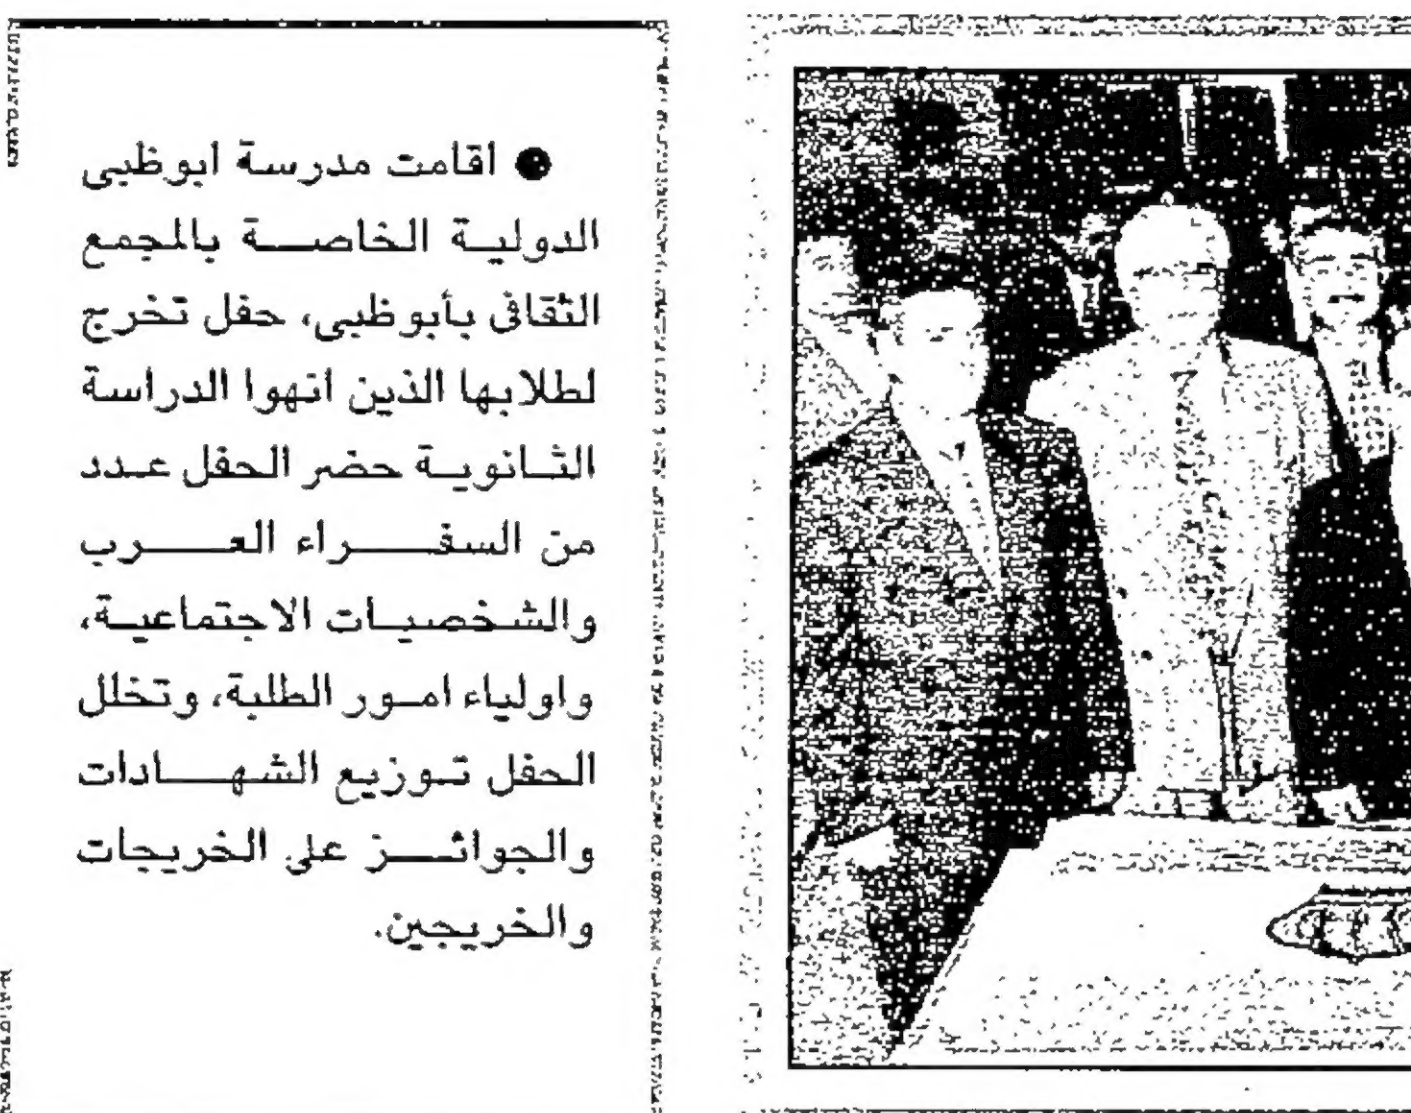 ● اقامت مدرسة ابوظبى
الدولية الخاصة بالمجمع
الثقافى بأبوظبى، حفل تخرج
لطلابها الذين انهوا الدراسة
الثانوية حضر الحفل عدد
من السفراء العرب
والشخصيات الاجتماعية،
واولياء امور الطلبة، وتخلل
الحفل توزيع الشهادات
والجوائز على الخريجات
والخريجين.